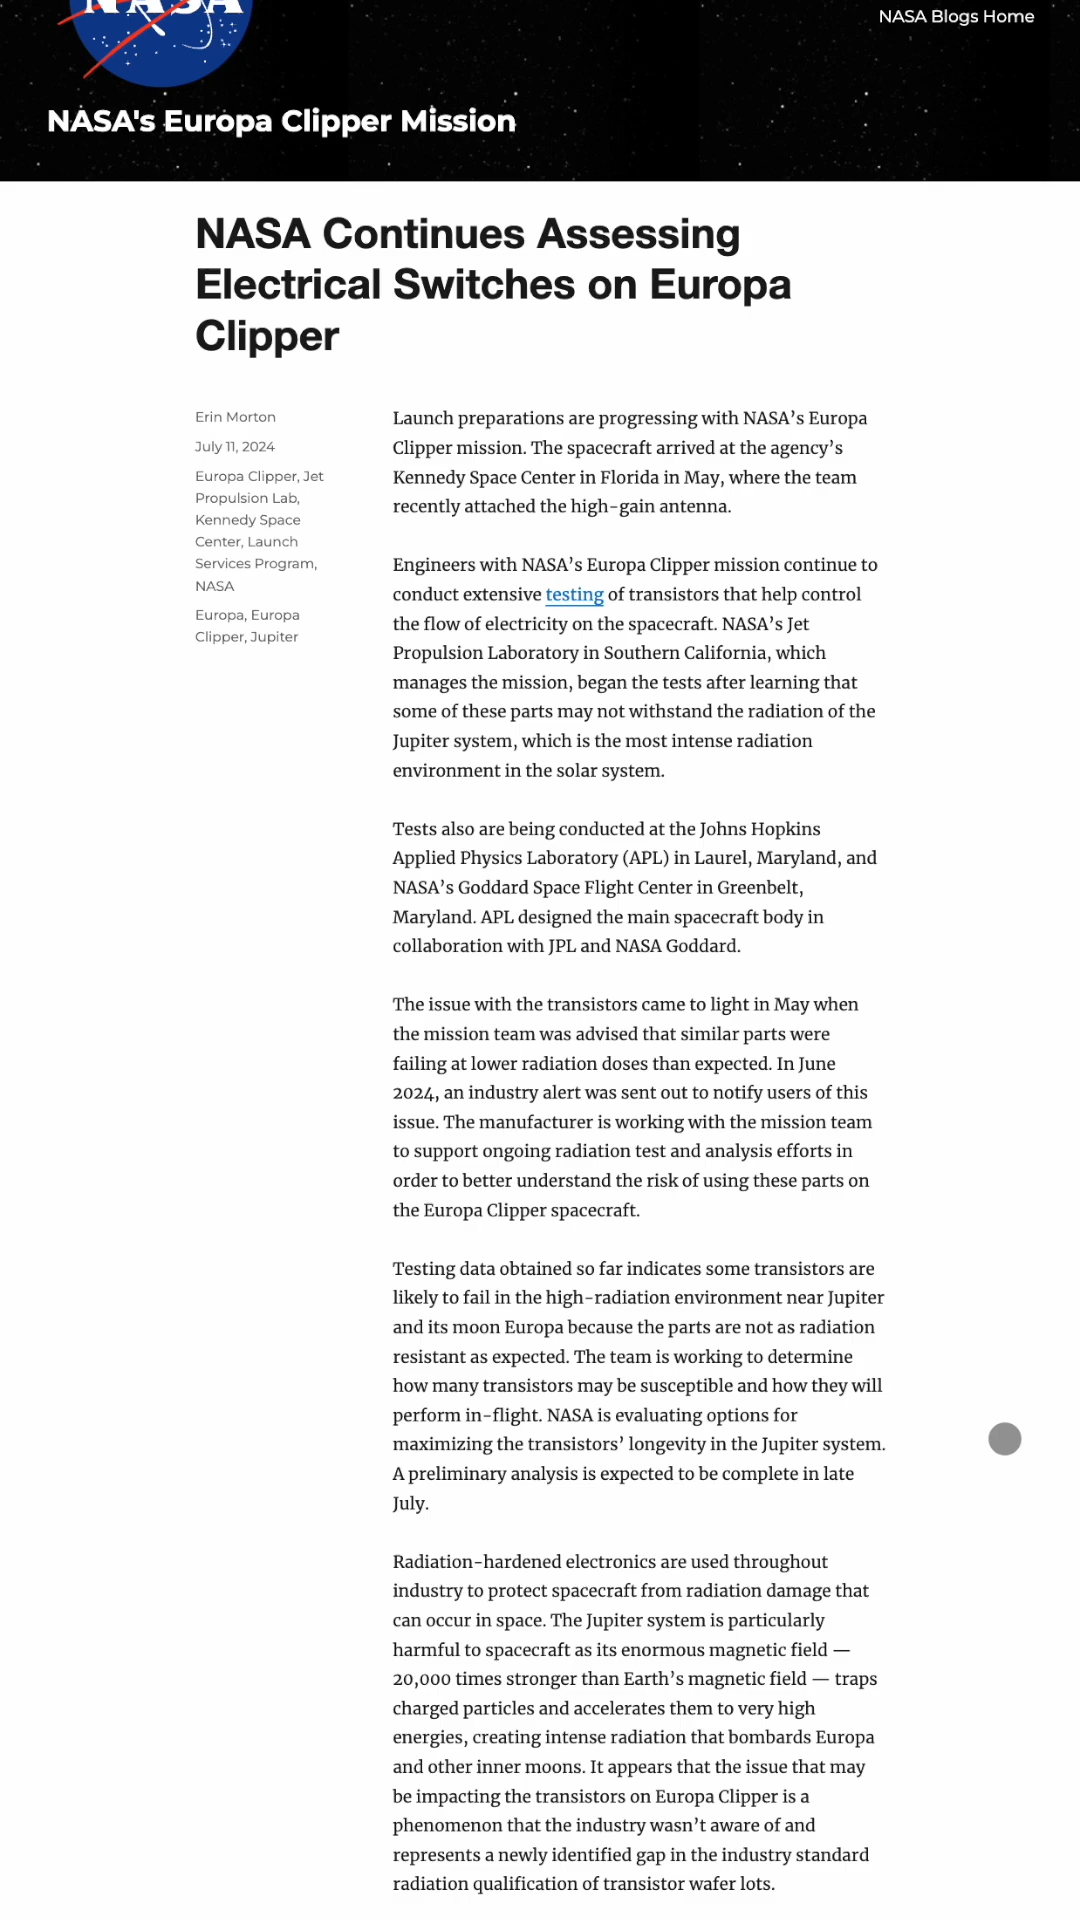 NASA
NASA Blogs Home
NASA's Europa Clipper Mission
NASA Continues Assessing
Electrical Switches on Europa
Clipper
Erin Morton
July 11, 2024
Europa Clipper, Jet
Propulsion Lab,
Kennedy Space
Center, Launch
Services Program,
NASA
Europa, Europa
Clipper, Jupiter
Launch preparations are progressing with NASA’s Europa
Clipper mission. The spacecraft arrived at the agency’s
Kennedy Space Center in Florida in May, where the team
recently attached the high-gain antenna.
Engineers with NASA’s Europa Clipper mission continue to
conduct extensive testing of transistors that help control
the flow of electricity on the spacecraft. NASA’s Jet
Propulsion Laboratory in Southern California, which
manages the mission, began the tests after learning that
some of these parts may not withstand the radiation of the
Jupiter system, which is the most intense radiation
environment in the solar system.
Tests also are being conducted at the Johns Hopkins
Applied Physics Laboratory (APL) in Laurel, Maryland, and
NASA’s Goddard Space Flight Center in Greenbelt,
Maryland. APL designed the main spacecraft body in
collaboration with JPL and NASA Goddard.
The issue with the transistors came to light in May when
the mission team was advised that similar parts were
failing at lower radiation doses than expected. In June
2024, an industry alert was sent out to notify users of this
issue. The manufacturer is working with the mission team
to support ongoing radiation test and analysis efforts in
order to better understand the risk of using these parts on
the Europa Clipper spacecraft.
Testing data obtained so far indicates some transistors are
likely to fail in the high-radiation environment near Jupiter
and its moon Europa because the parts are not as radiation
resistant as expected. The team is working to determine
how many transistors may be susceptible and how they will
perform in-flight. NASA is evaluating options for
maximizing the transistors’ longevity in the Jupiter system.
A preliminary analysis is expected to be complete in late
July.
Radiation-hardened electronics are used throughout
industry to protect spacecraft from radiation damage that
can occur in space. The Jupiter system is particularly
harmful to spacecraft as its enormous magnetic field —
20,000 times stronger than Earth’s magnetic field — traps
charged particles and accelerates them to very high
energies, creating intense radiation that bombards Europa
and other inner moons. It appears that the issue that may
be impacting the transistors on Europa Clipper is a
phenomenon that the industry wasn’t aware of and
represents a newly identified gap in the industry standard
radiation qualification of transistor wafer lots.